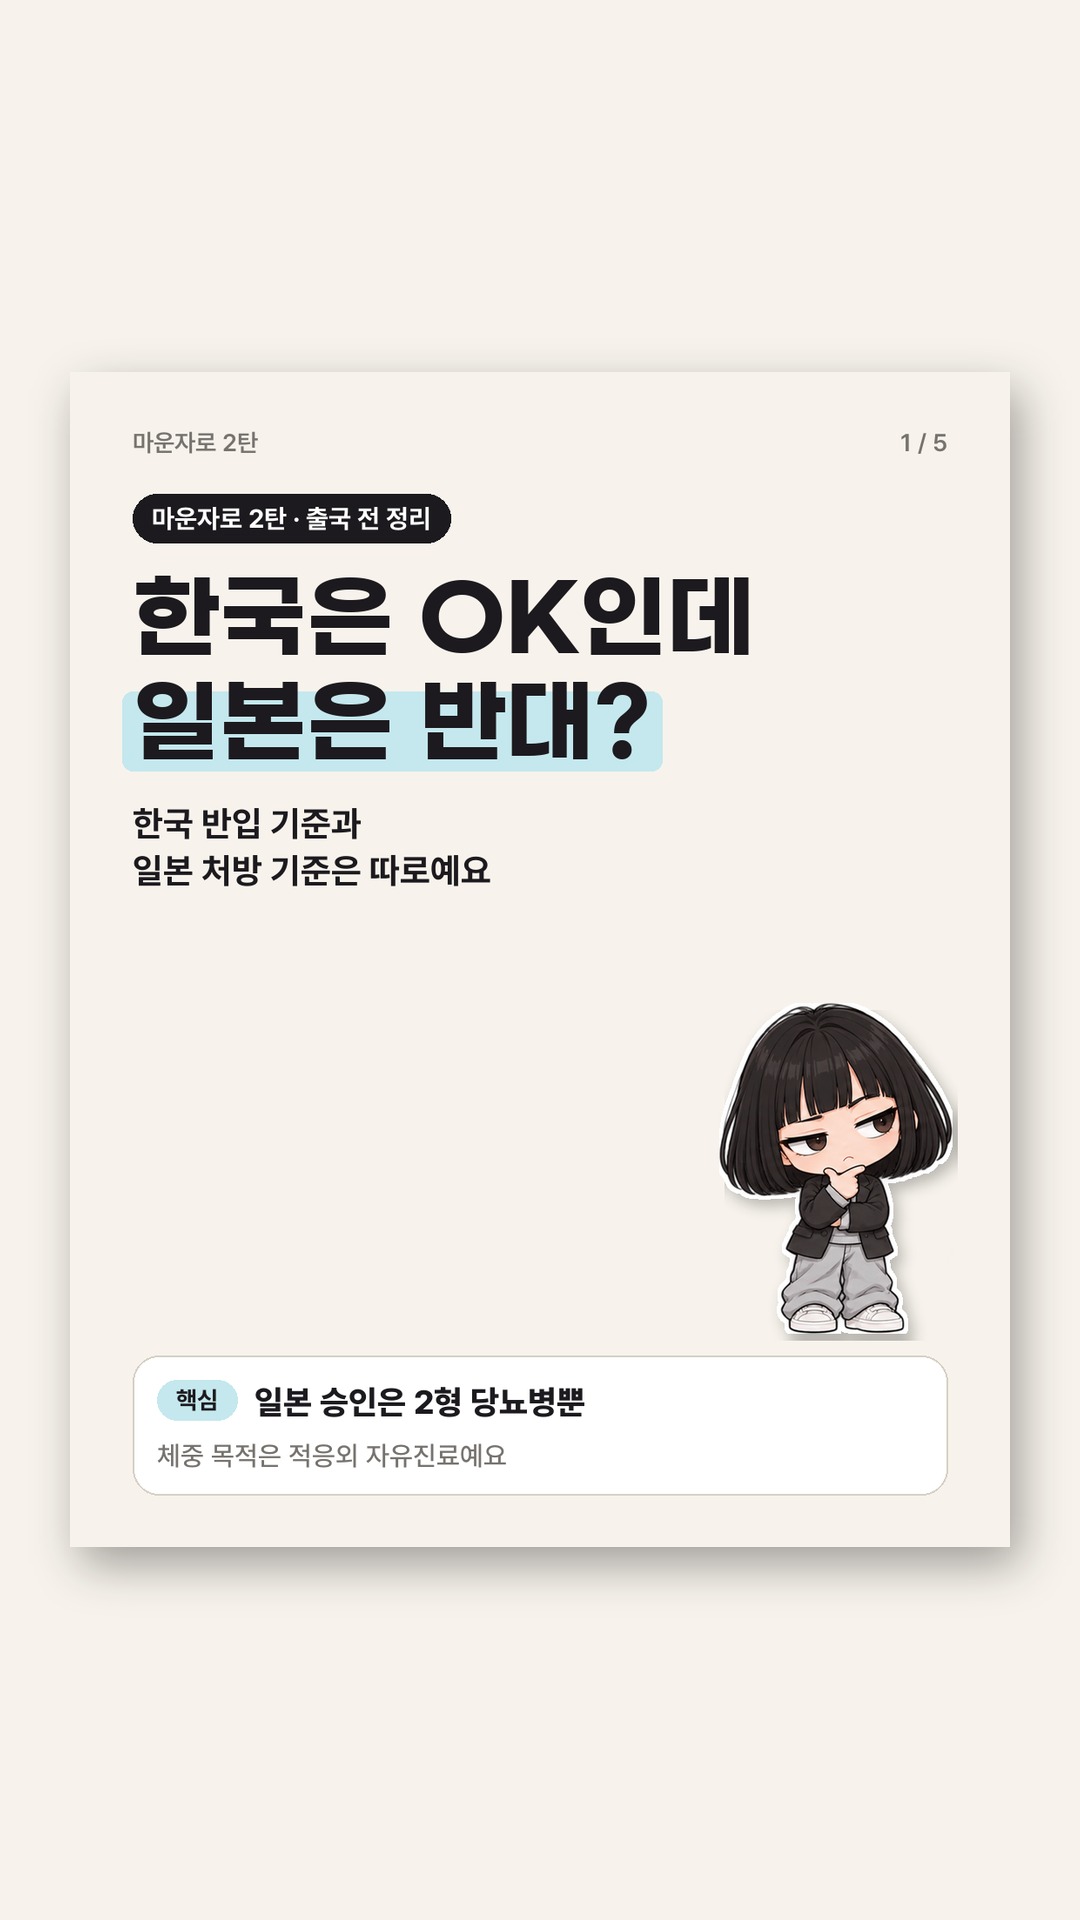 마운자로 2탄
1 / 5
마운자로 2탄 · 출국 전 정리
한국은 OK인데
일본은 반대?
한국 반입 기준과
일본 처방 기준은 따로예요
핵심 일본 승인은 2형 당뇨병뿐
체중 목적은 적응외 자유진료예요